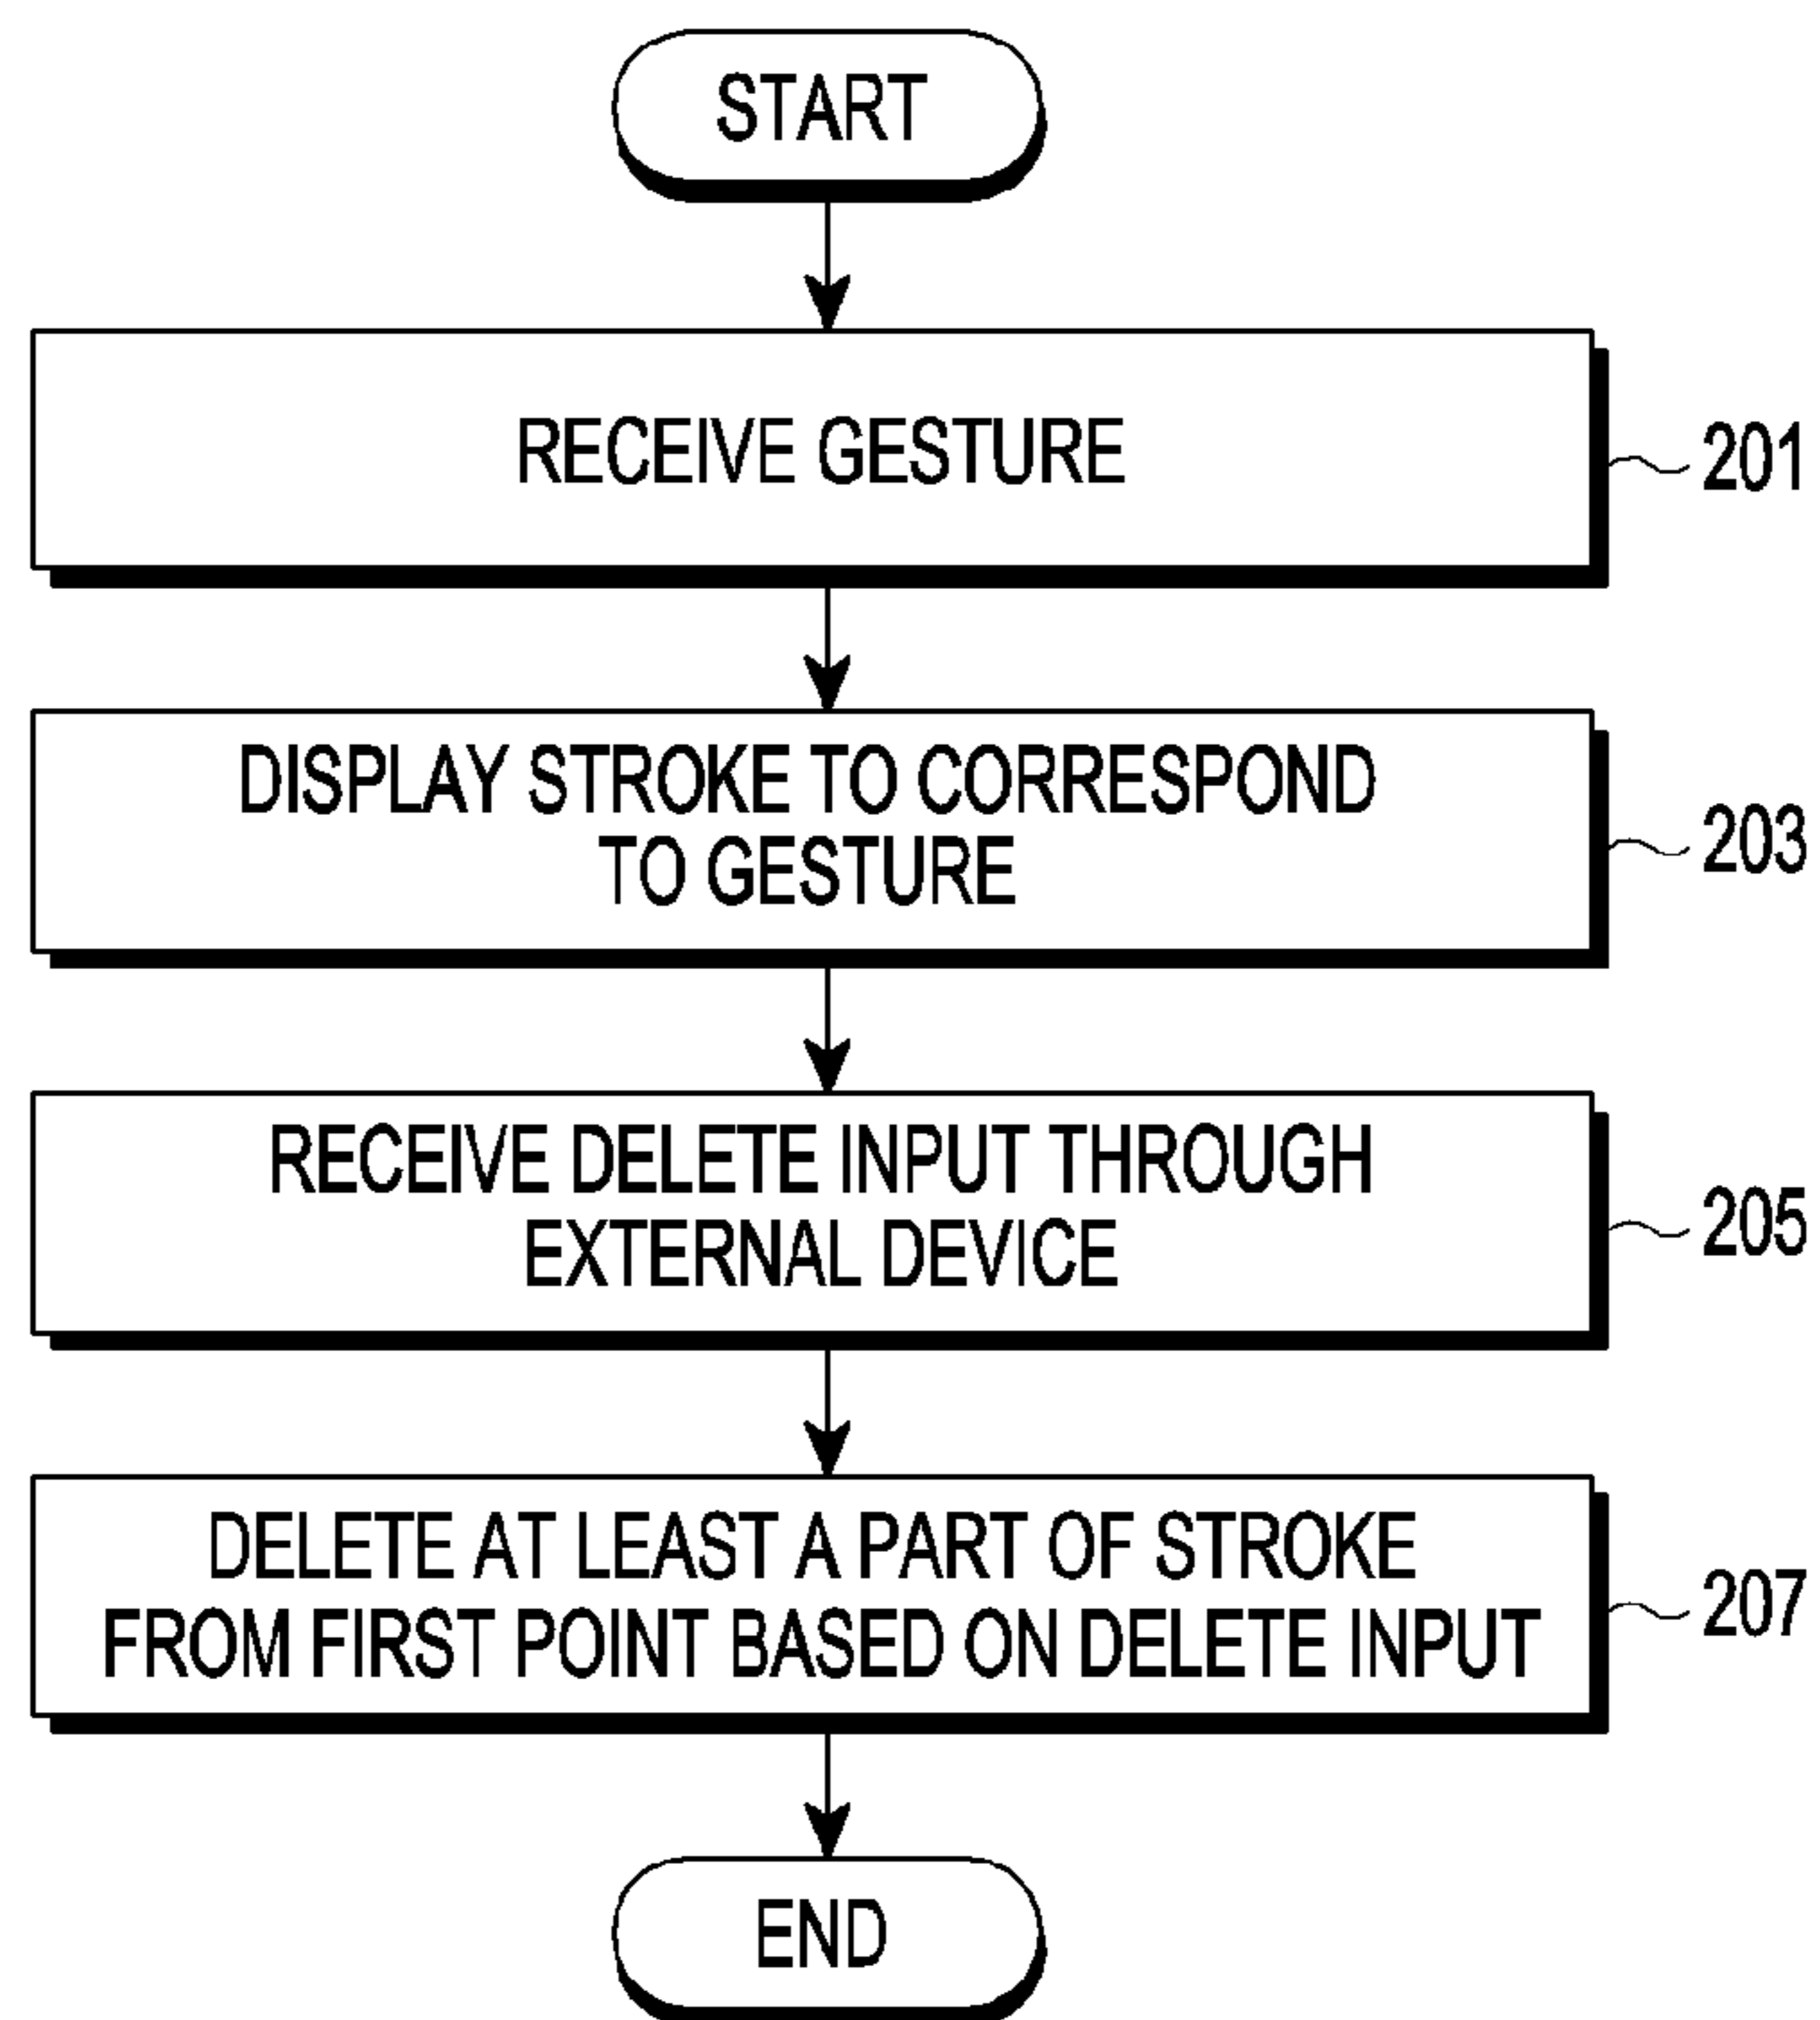 START
RECEIVE GESTURE
201
DISPLAY STROKE TO CORRESPOND
TO GESTURE
203
RECEIVE DELETE INPUT THROUGH
EXTERNAL DEVICE
205
DELETE AT LEAST A PART OF STROKE
FROM FIRST POINT BASED ON DELETE INPUT
207
END